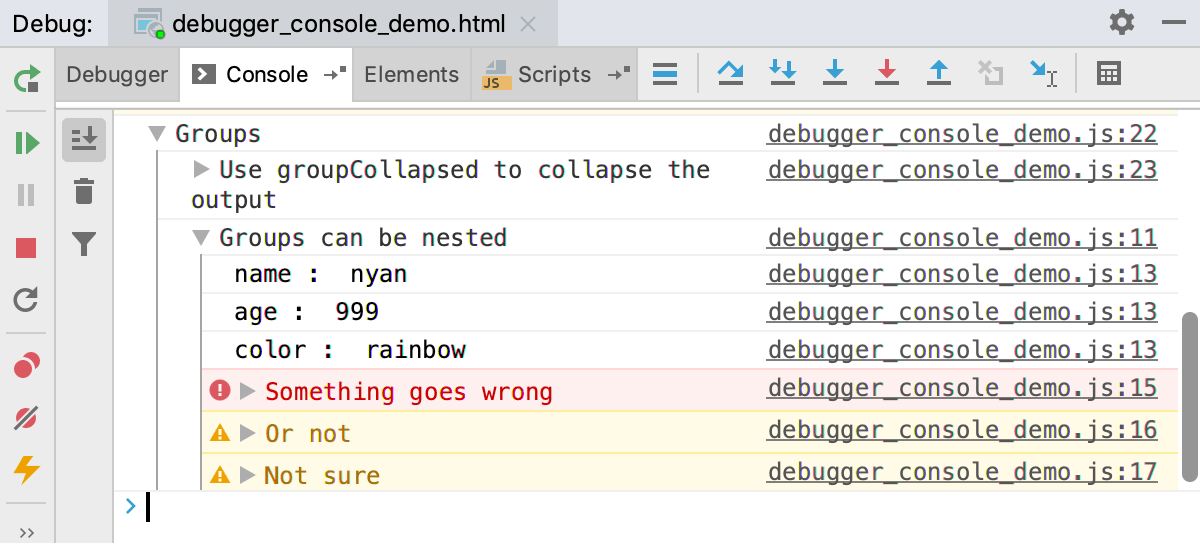 Debug: debugger_console_demo.html
Debugger Console Elements JS Scripts
Groups debugger_console_demo.js:22
Use groupCollapsed to collapse the debugger_console_demo.js:23
output
Groups can be nested debugger_console_demo.js:11
name : nyan debugger_console_demo.js:13
age : 999 debugger_console_demo.js:13
color : rainbow debugger_console_demo.js:13
Something goes wrong debugger_console_demo.js:15
Or not debugger_console_demo.js:16
Not sure debugger_console_demo.js:17